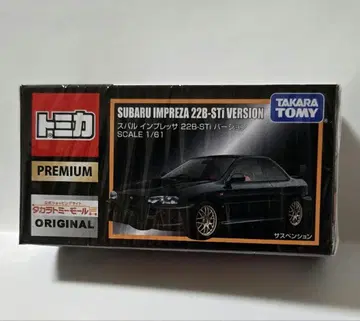 トミカ
PREMIUM
タカラトミーモール
ORIGINAL
SUBARU IMPREZA 22B-STi VERSION
スバル インプレッサ 22B-STi バージョン
SCALE 1/61
TAKARA
TOMY
サスペンション